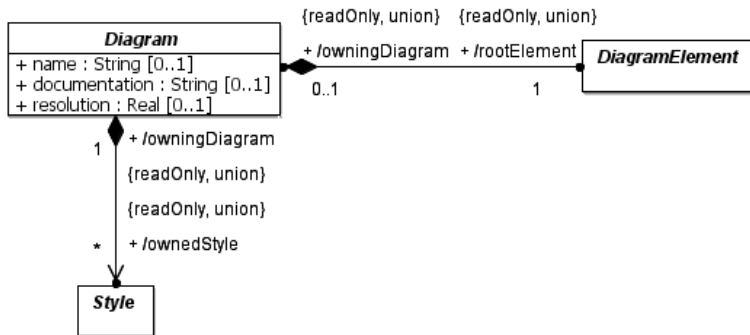 {readOnly, union} {readOnly, union}
Diagram
+ /owningDiagram + /rootElement
DiagramElement
+ name : String [0..1]
+ documentation : String [0..1]
+ resolution : Real [0..1]
0..1 1
1 + /owningDiagram
{readOnly, union}
{readOnly, union}
* + /ownedStyle
Style